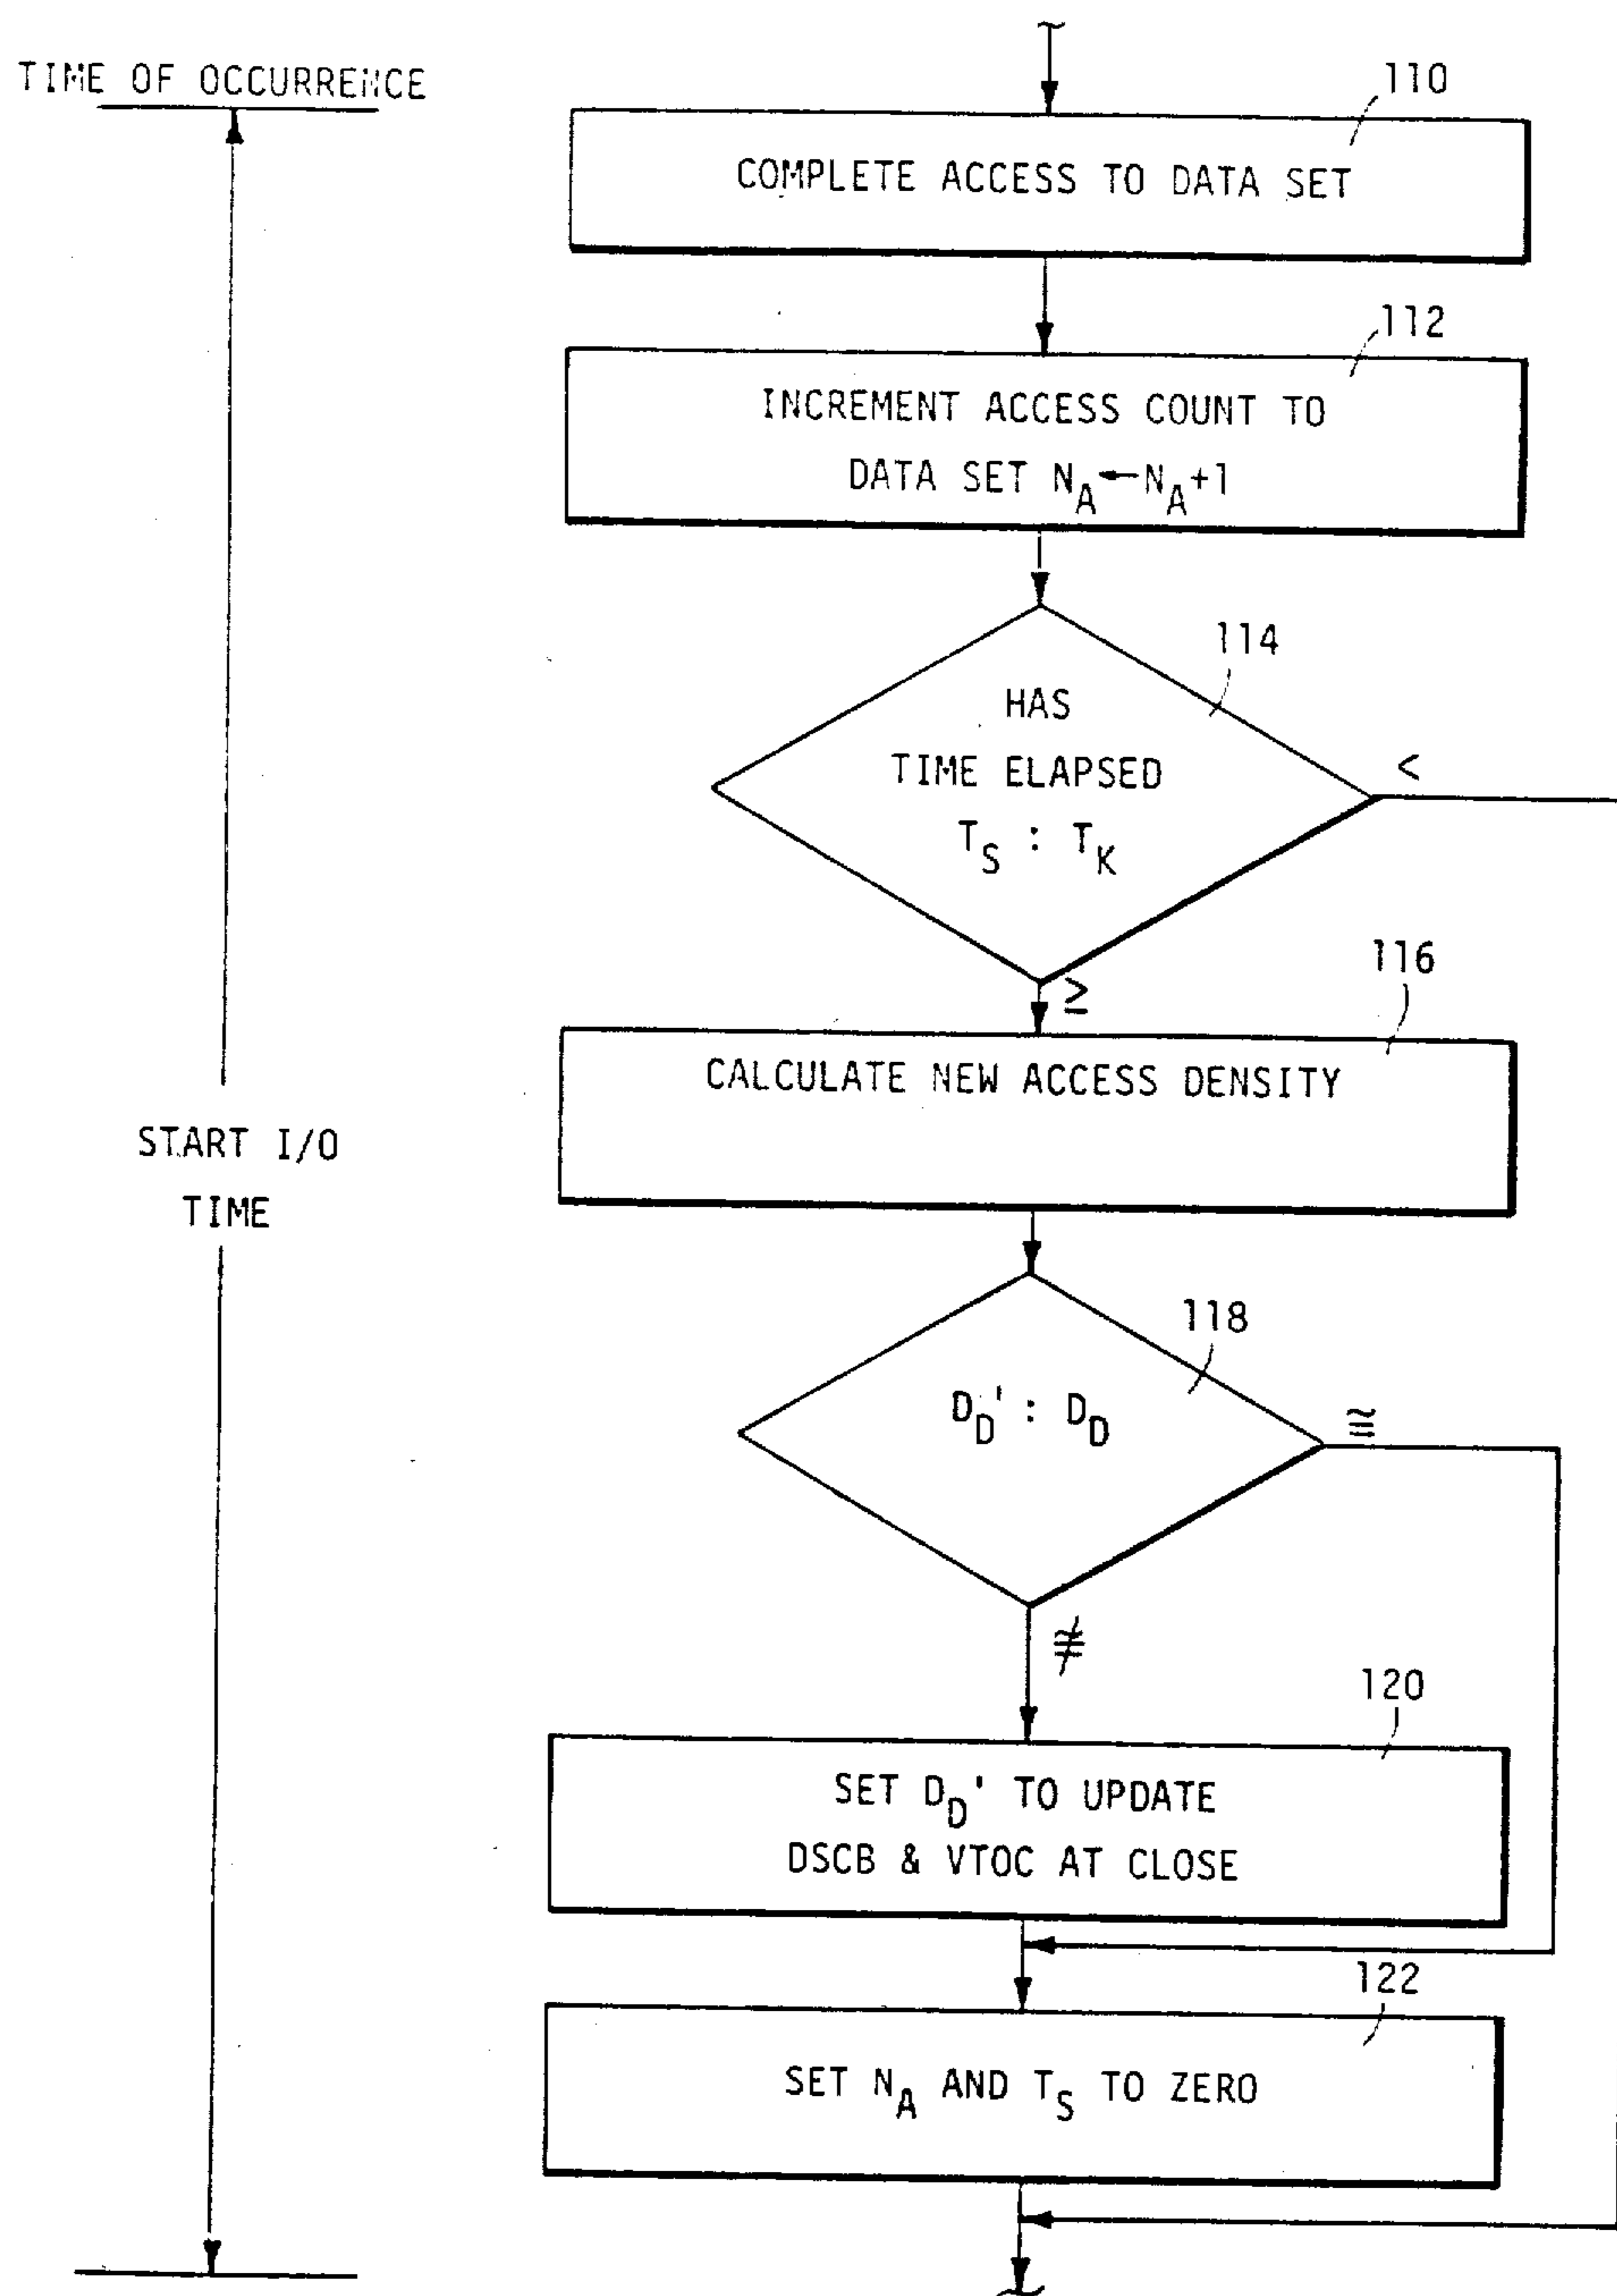 TIME OF OCCURRENCE
110
COMPLETE ACCESS TO DATA SET
112
INCREMENT ACCESS COUNT TO
DATA SET N_A ← N_A+1
114
HAS
TIME ELAPSED
T_S : T_K
<
≥
116
CALCULATE NEW ACCESS DENSITY
START I/O
TIME
118
D_D' : D_D
≅
≇
120
SET D_D' TO UPDATE
DSCB & VTOC AT CLOSE
122
SET N_A AND T_S TO ZERO